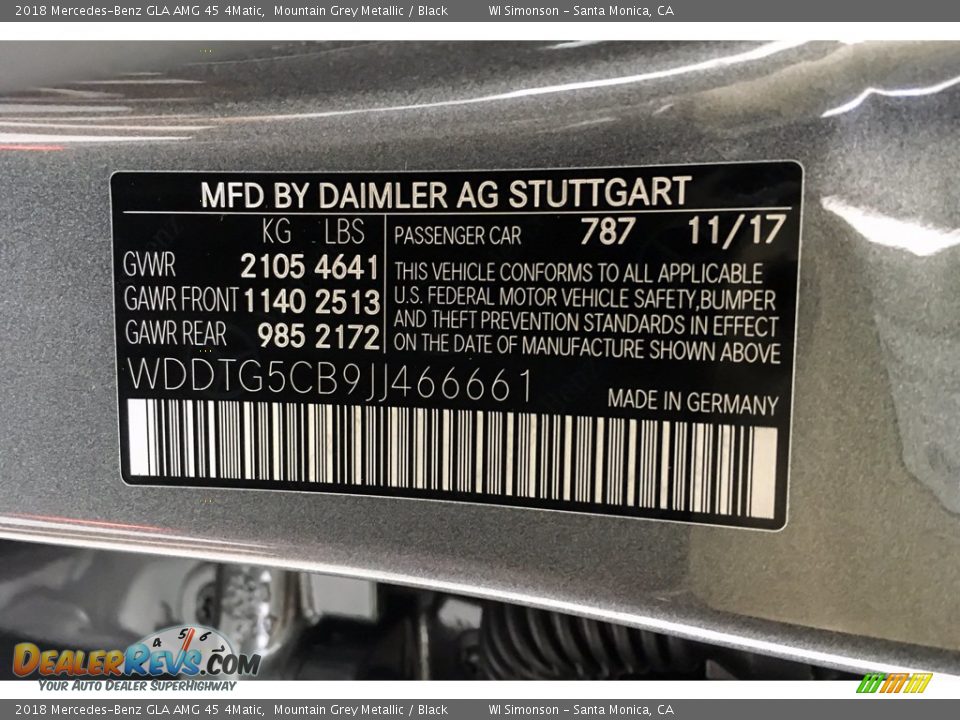 2018 Mercedes-Benz GLA AMG 45 4Matic, Mountain Grey Metallic / Black WI Simonson - Santa Monica, CA
MFD BY DAIMLER AG STUTTGART
KG LBS
GVWR 2105 4641
GAWR FRONT 1140 2513
GAWR REAR 985 2172
PASSENGER CAR 787 11/17
THIS VEHICLE CONFORMS TO ALL APPLICABLE
U.S. FEDERAL MOTOR VEHICLE SAFETY, BUMPER
AND THEFT PREVENTION STANDARDS IN EFFECT
ON THE DATE OF MANUFACTURE SHOWN ABOVE
WDDTG5CB9JJ466661
MADE IN GERMANY
4 5 6 7
DealerRevs.com
Your Auto Dealer SuperHighway
2018 Mercedes-Benz GLA AMG 45 4Matic, Mountain Grey Metallic / Black WI Simonson - Santa Monica, CA